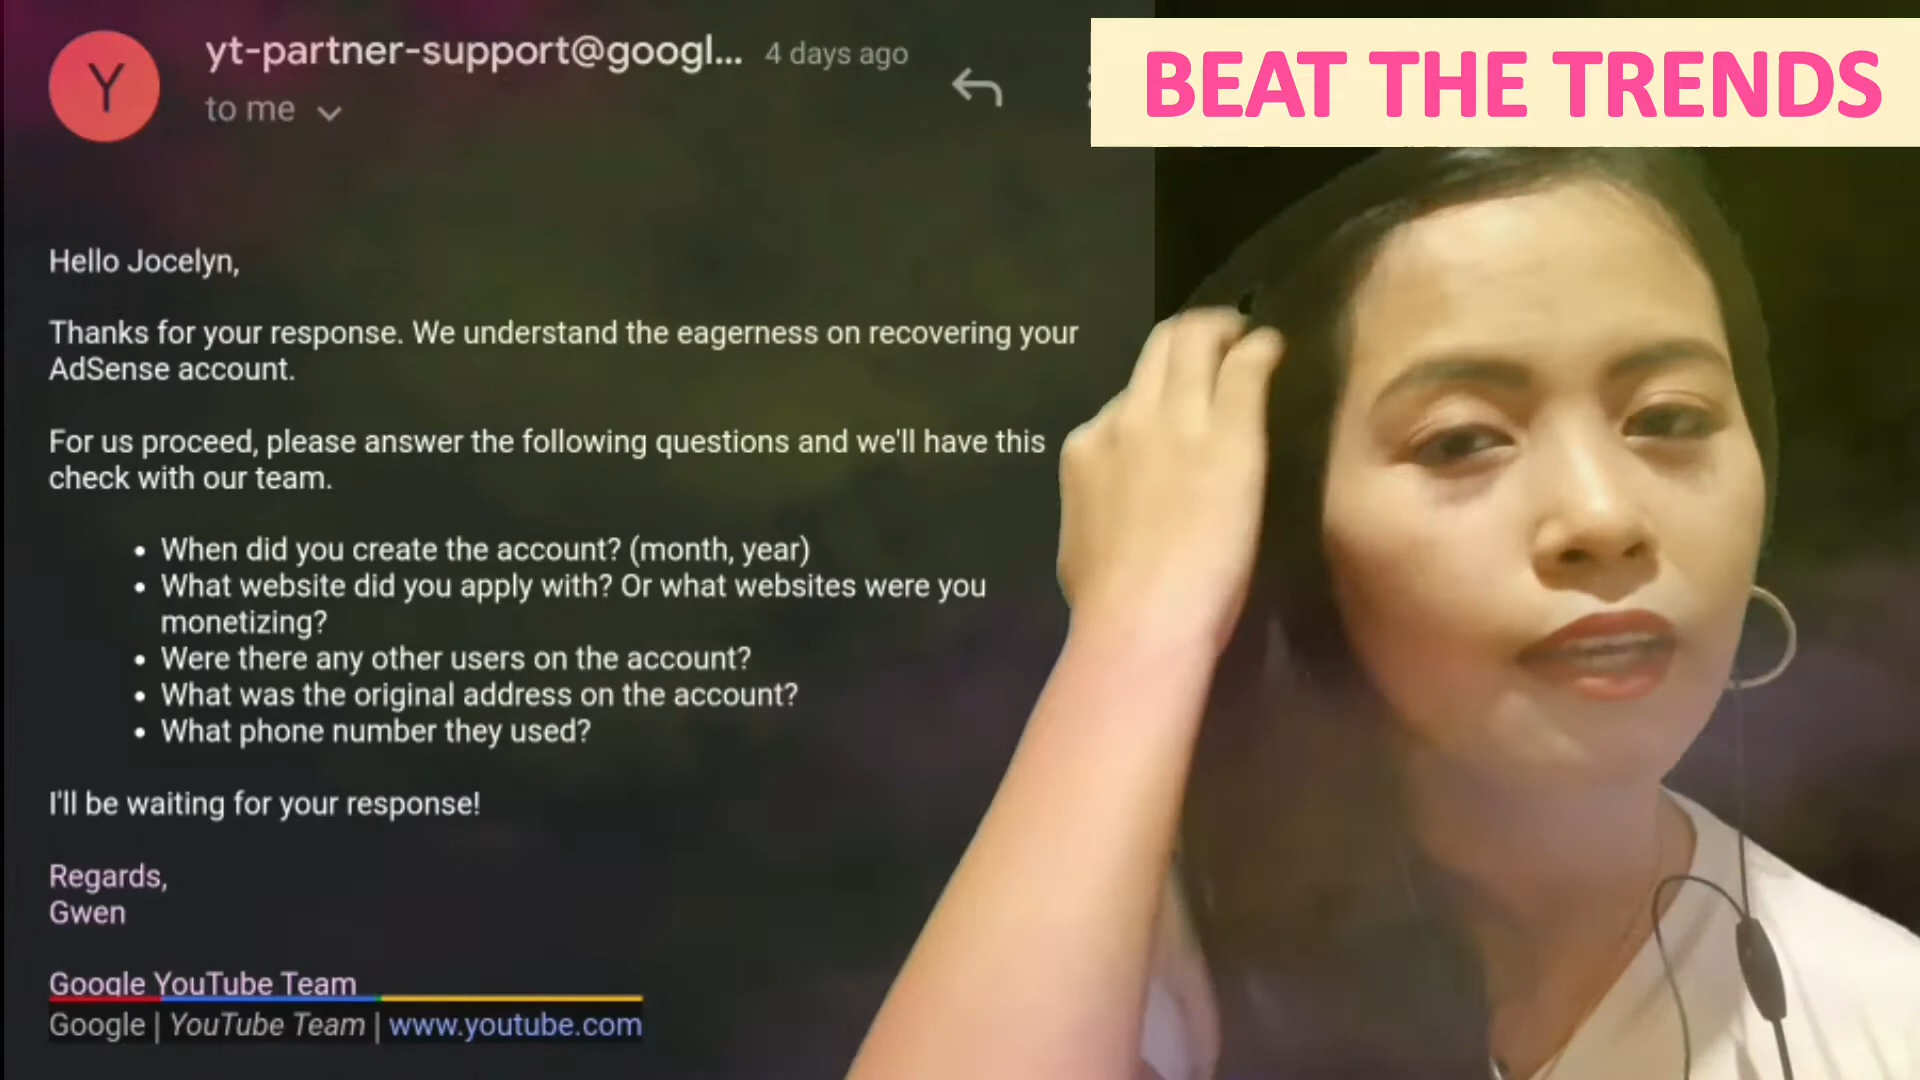 Y
yt-partner-support@googl... 4 days ago
to me
BEAT THE TRENDS
Hello Jocelyn,
Thanks for your response. We understand the eagerness on recovering your
AdSense account.
For us proceed, please answer the following questions and we'll have this
check with our team.
• When did you create the account? (month, year)
• What website did you apply with? Or what websites were you
monetizing?
• Were there any other users on the account?
• What was the original address on the account?
• What phone number they used?
I'll be waiting for your response!
Regards,
Gwen
Google YouTube Team
Google | YouTube Team | www.youtube.com